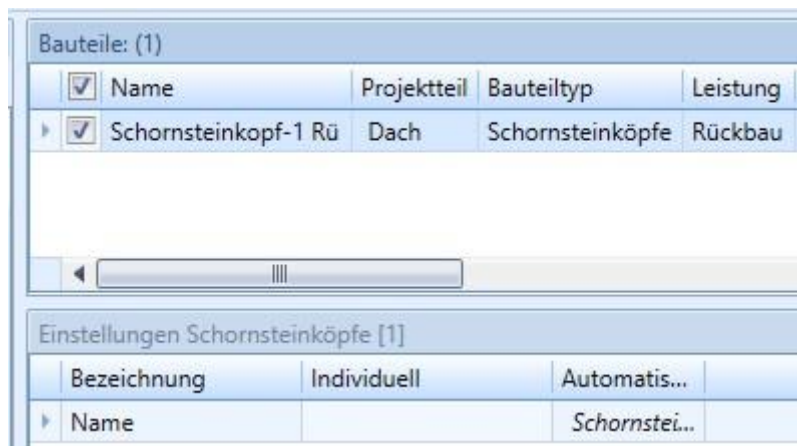 Bauteile: (1)
Name Projektteil Bauteiltyp Leistung
Schornsteinkopf-1 Rü Dach Schornsteinköpfe Rückbau
Einstellungen Schornsteinköpfe [1]
Bezeichnung Individuell Automatis...
Name Schornstei...